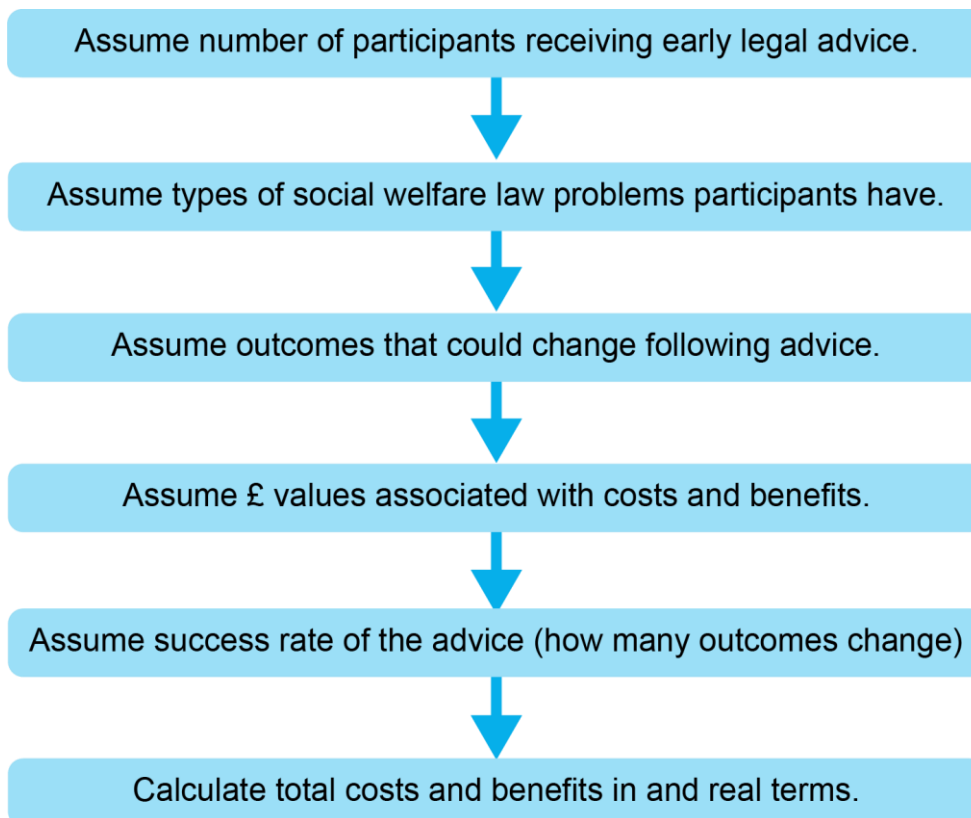 Assume number of participants receiving early legal advice.
Assume types of social welfare law problems participants have.
Assume outcomes that could change following advice.
Assume £ values associated with costs and benefits.
Assume success rate of the advice (how many outcomes change)
Calculate total costs and benefits in and real terms.